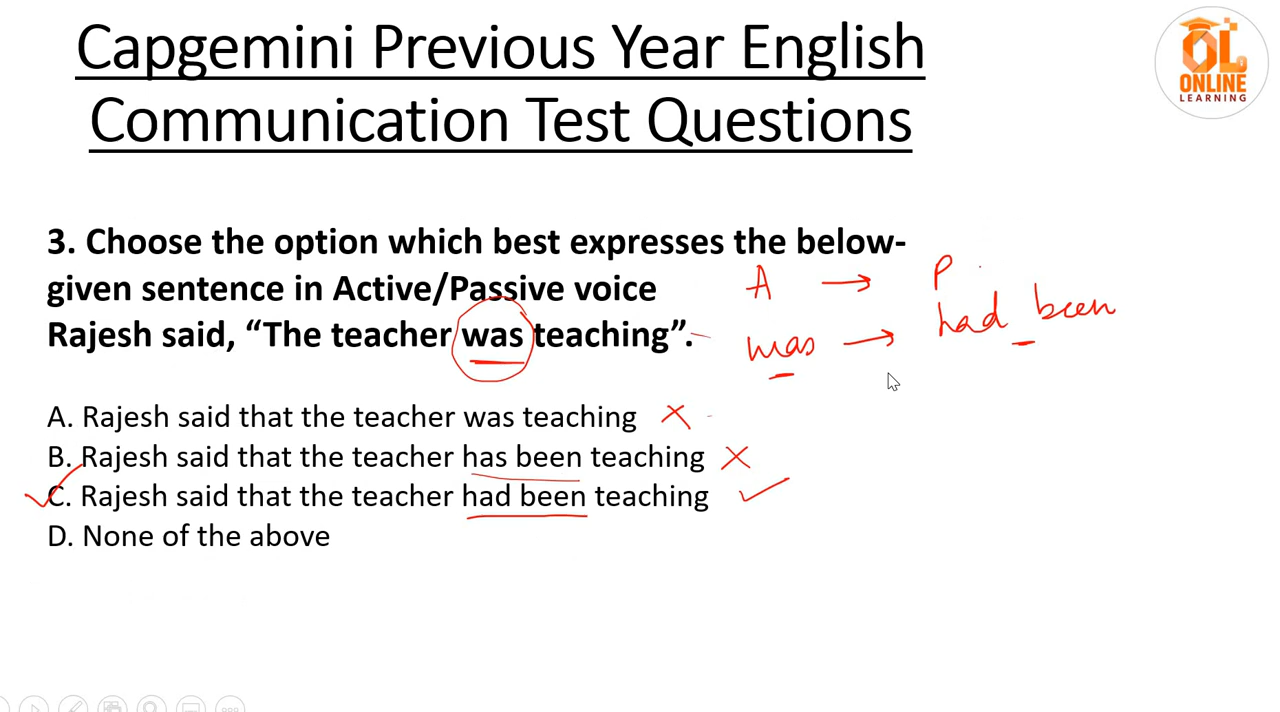 Capgemini Previous Year English
Communication Test Questions
OL
ONLINE
LEARNING
3. Choose the option which best expresses the below-
given sentence in Active/Passive voice
Rajesh said, “The teacher was teaching”.
A → P
was → had been
A. Rajesh said that the teacher was teaching
B. Rajesh said that the teacher has been teaching
C. Rajesh said that the teacher had been teaching
D. None of the above